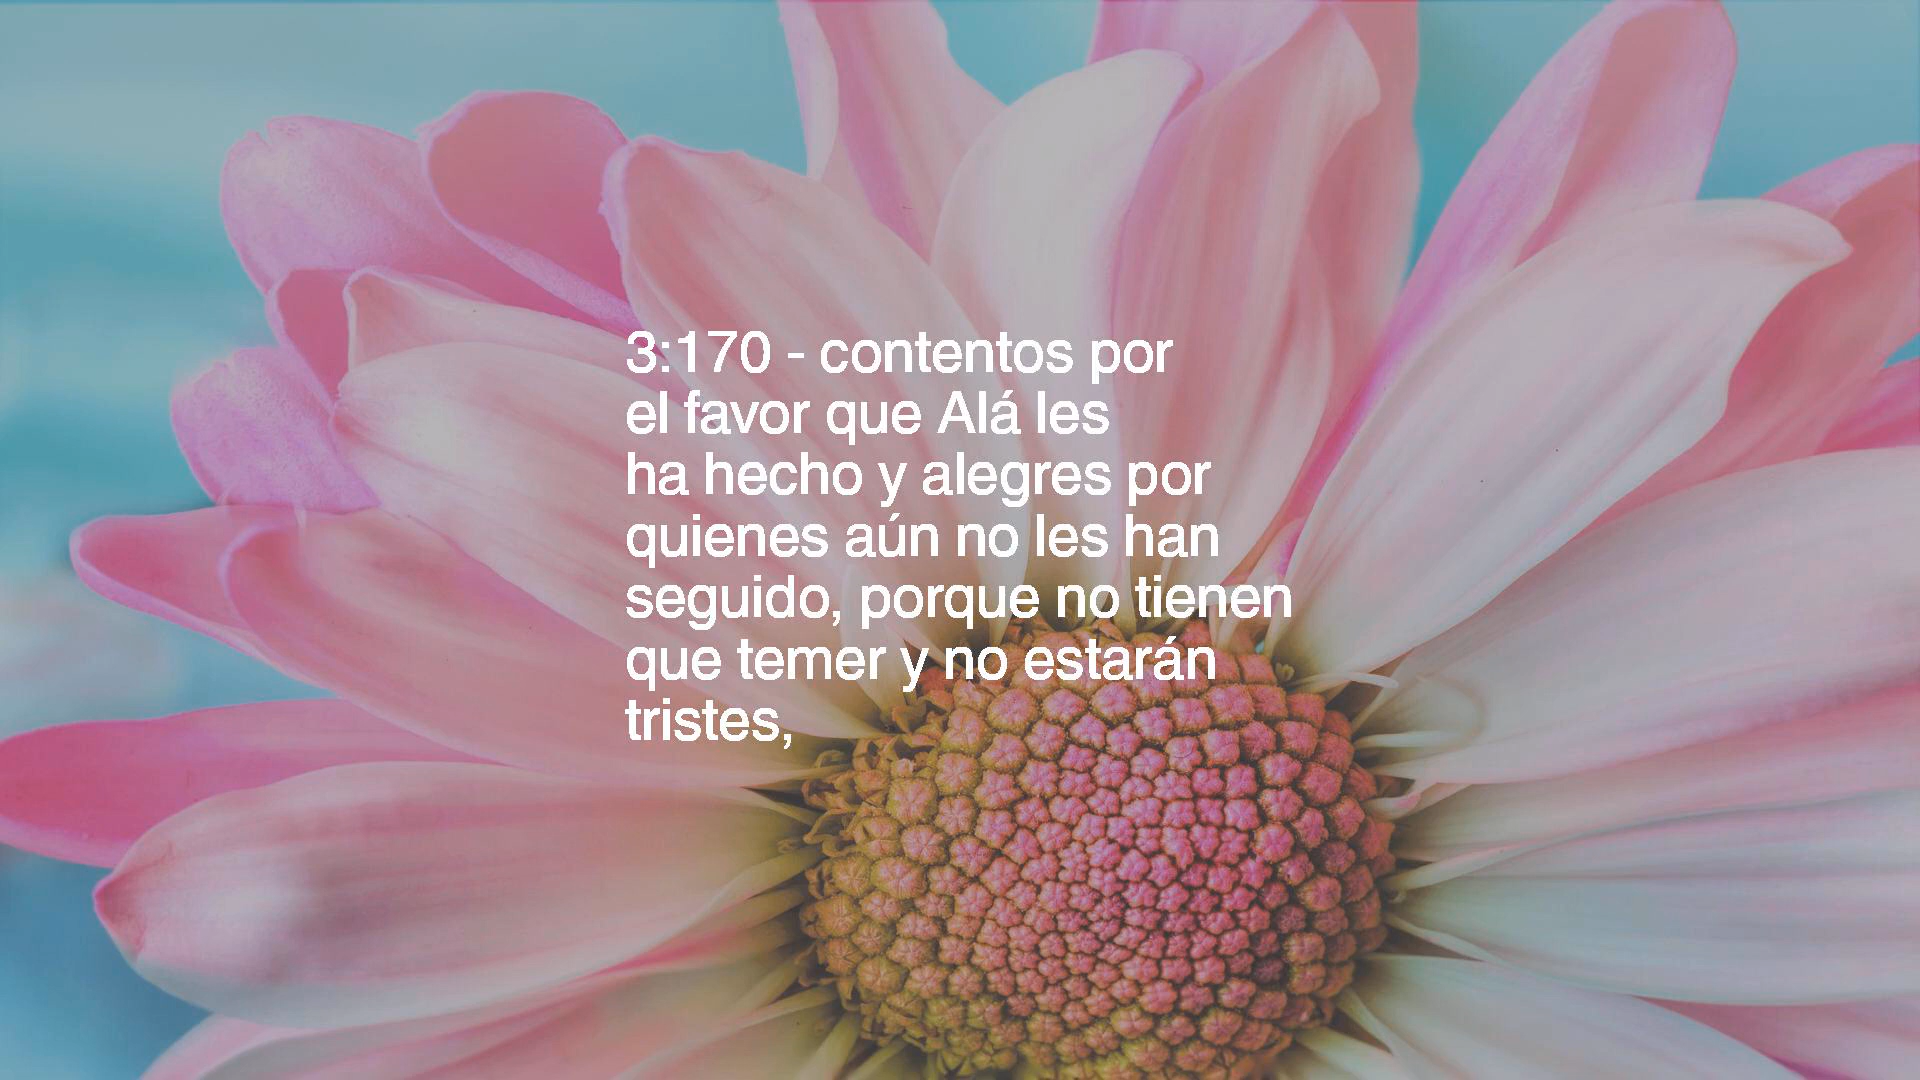 3:170 - contentos por
el favor que Alá les
ha hecho y alegres por
quienes aún no les han
seguido, porque no tienen
que temer y no estarán
tristes,